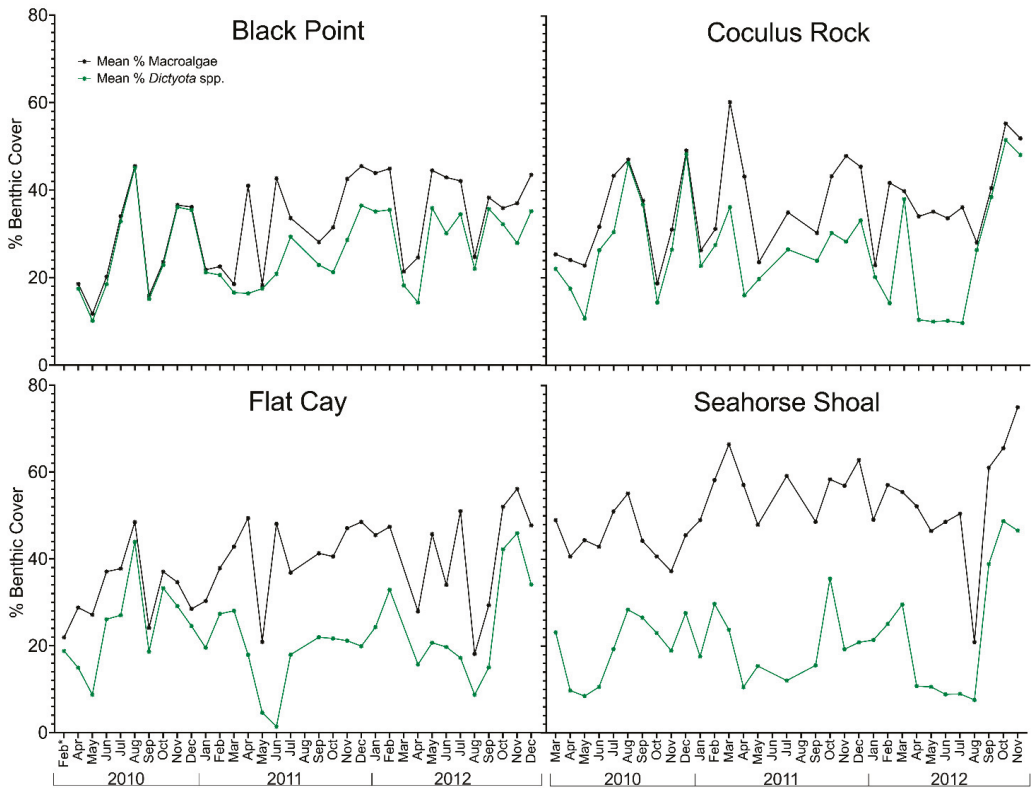 80
60
40
20
0
% Benthic Cover
Black Point
Mean % Macroalgae
Mean % Dictyota spp.
Coculus Rock
80
60
40
20
0
% Benthic Cover
Flat Cay
Seahorse Shoal
Feb* Apr May Jun Jul Aug Sep Oct Nov Dec Jan Feb Mar Apr May Jun Jul Aug Sep Oct Nov Dec Jan Feb Mar Apr May Jun Jul Aug Sep Oct Nov Dec
2010 2011 2012
Mar Apr May Jun Jul Aug Sep Oct Nov Dec Jan Feb Mar Apr May Jun Jul Aug Sep Oct Nov Dec Jan Feb Mar Apr May Jun Jul Aug Sep Oct Nov
2010 2011 2012